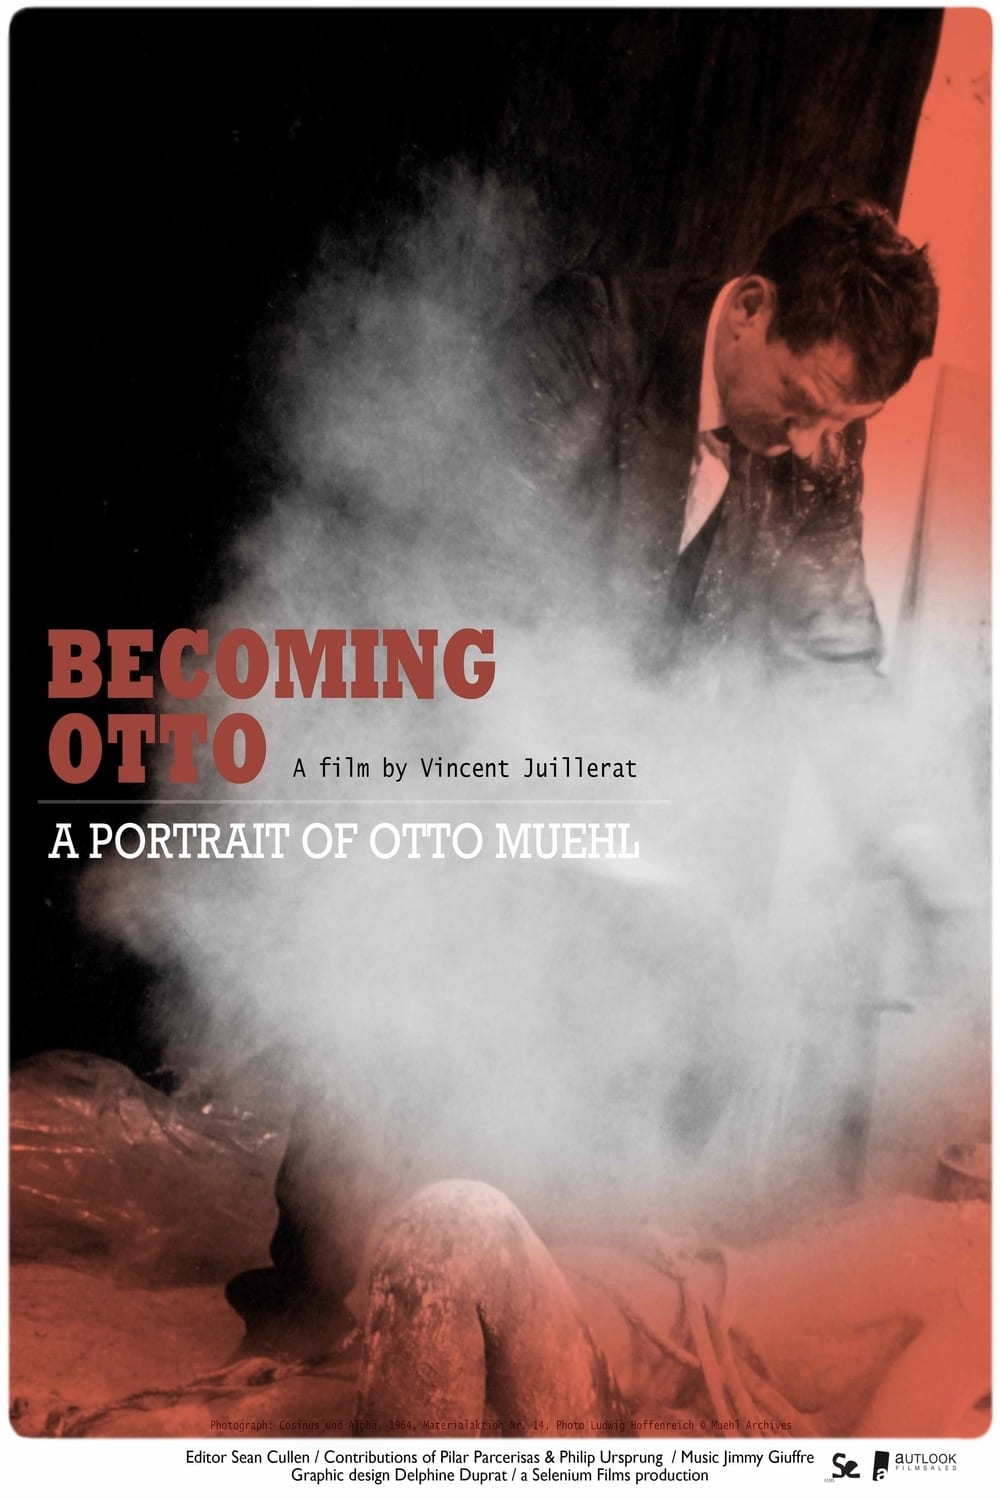 BECOMING
OTTO
A film by Vincent Juillerat
A PORTRAIT OF OTTO MUEHL
Photograph: Cosinus und Alpha, 1964, Materialaktion Nr. 14, Photo Ludwig Hoffenreich © Muehl Archives
Editor Sean Cullen / Contributions of Pilar Parcerisas & Philip Ursprung / Music Jimmy Giuffre
Graphic design Delphine Duprat / a Selenium Films production
Se
a
AUTLOOK
FILMSALES